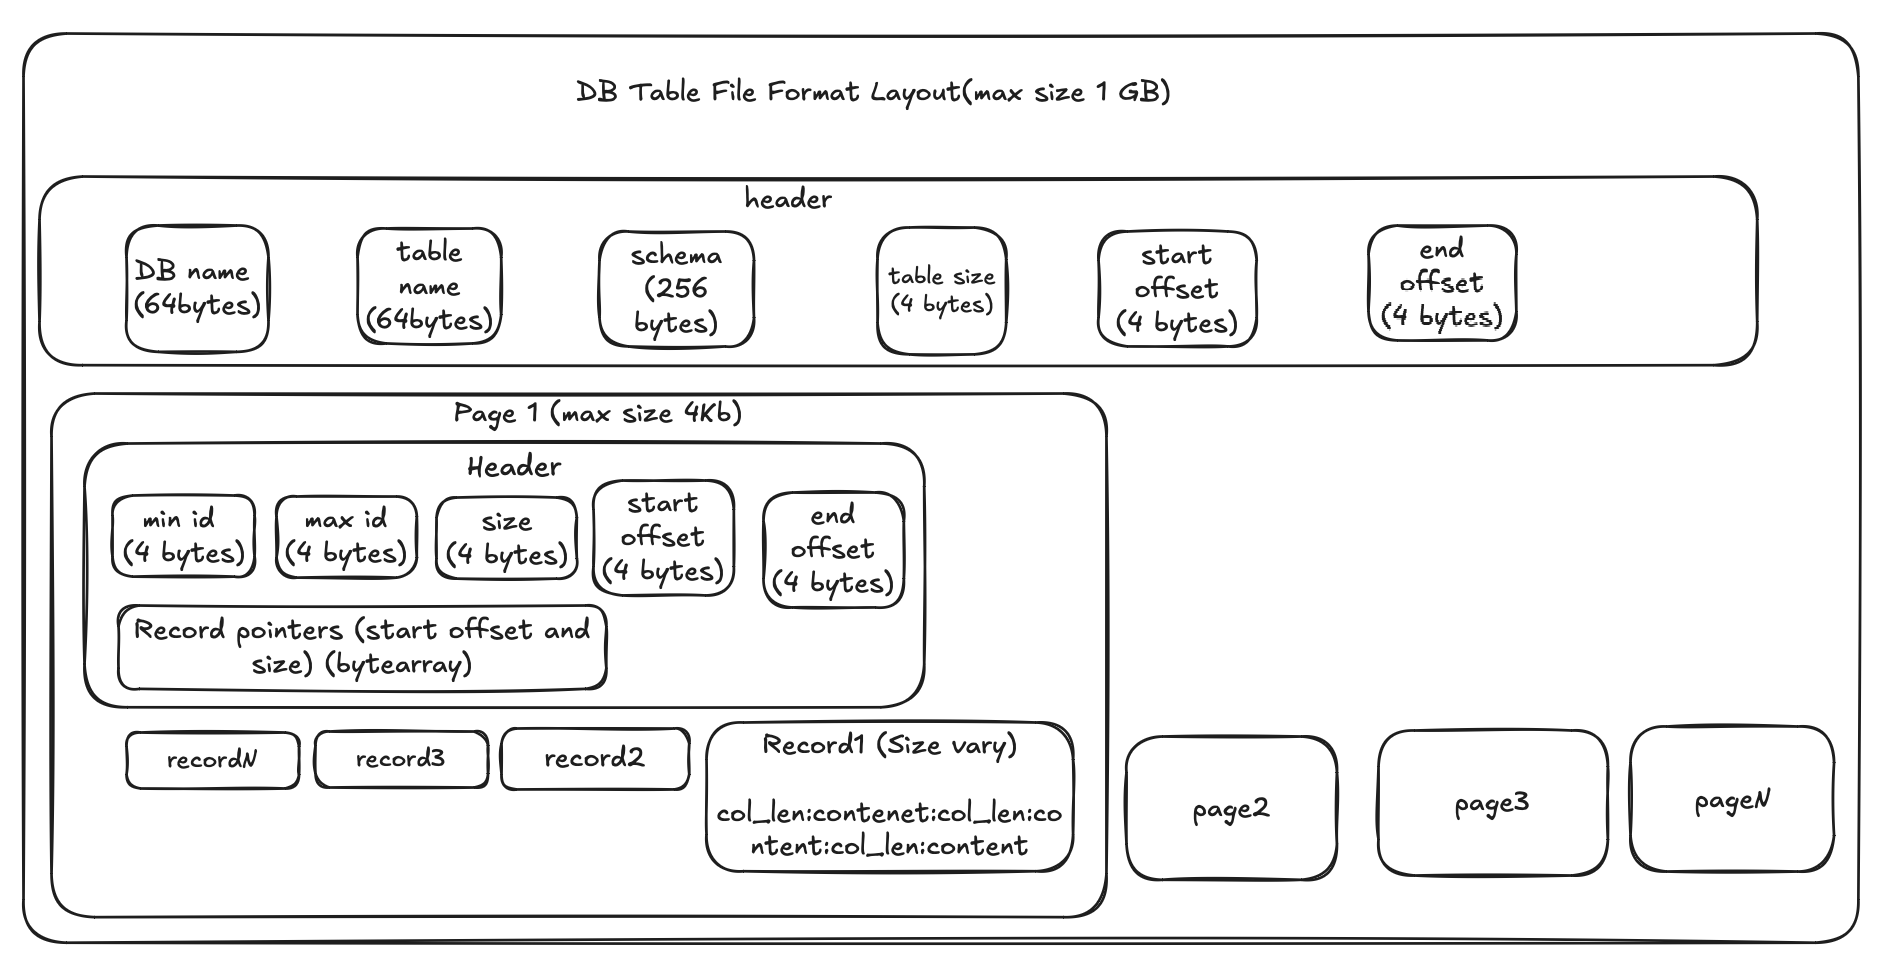 DB Table File Format Layout(max size 1 GB)
header
DB name
(64bytes)
table
name
(64bytes)
schema
(256
bytes)
table size
(4 bytes)
start
offset
(4 bytes)
end
offset
(4 bytes)
Page 1 (max size 4Kb)
Header
min id
(4 bytes)
max id
(4 bytes)
size
(4 bytes)
start
offset
(4 bytes)
end
offset
(4 bytes)
Record pointers (start offset and
size) (bytearray)
recordN
record3
record2
Record1 (Size vary)
col_len:contenet:col_len:co
ntent:col_len:content
page2
page3
pageN